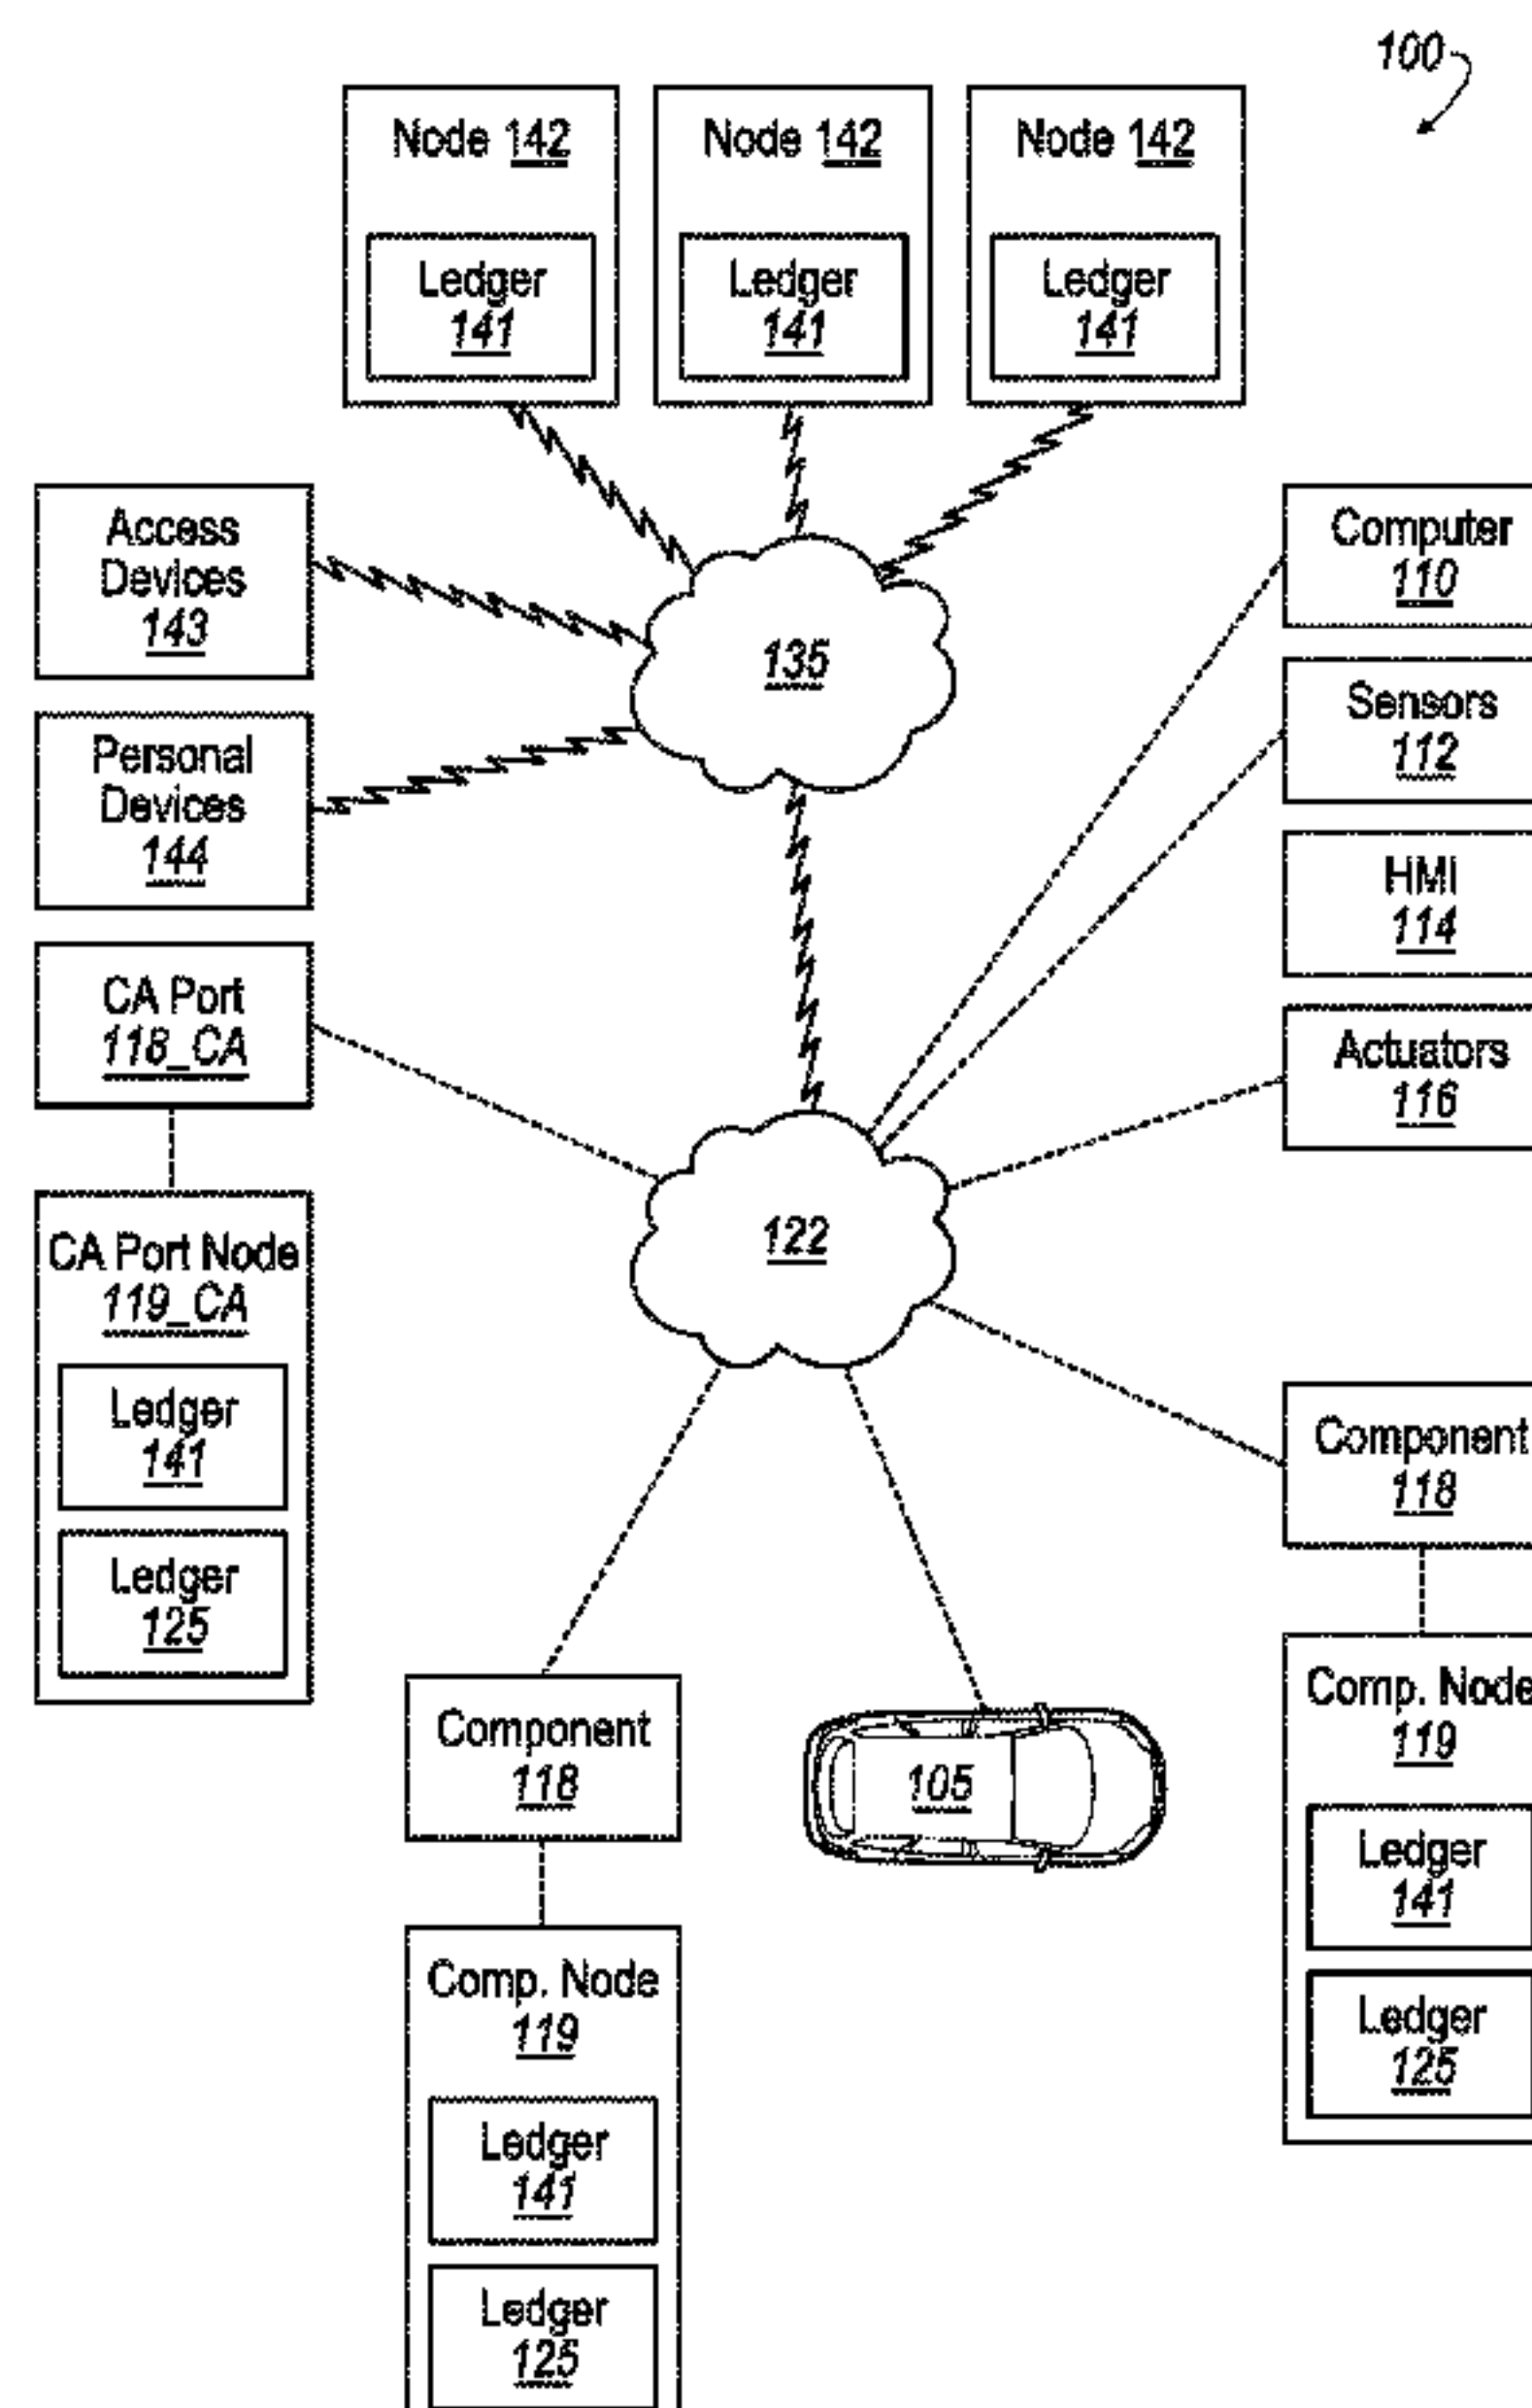 100
Node 142
Ledger
141
Node 142
Ledger
141
Node 142
Ledger
141
Access
Devices
143
Personal
Devices
144
135
Computer
110
Sensors
112
HMI
114
Actuators
116
CA Port
118_CA
CA Port Node
119_CA
Ledger
141
Ledger
125
122
Component
118
Comp. Node
119
Ledger
141
Ledger
125
105
Component
118
Comp. Node
119
Ledger
141
Ledger
125